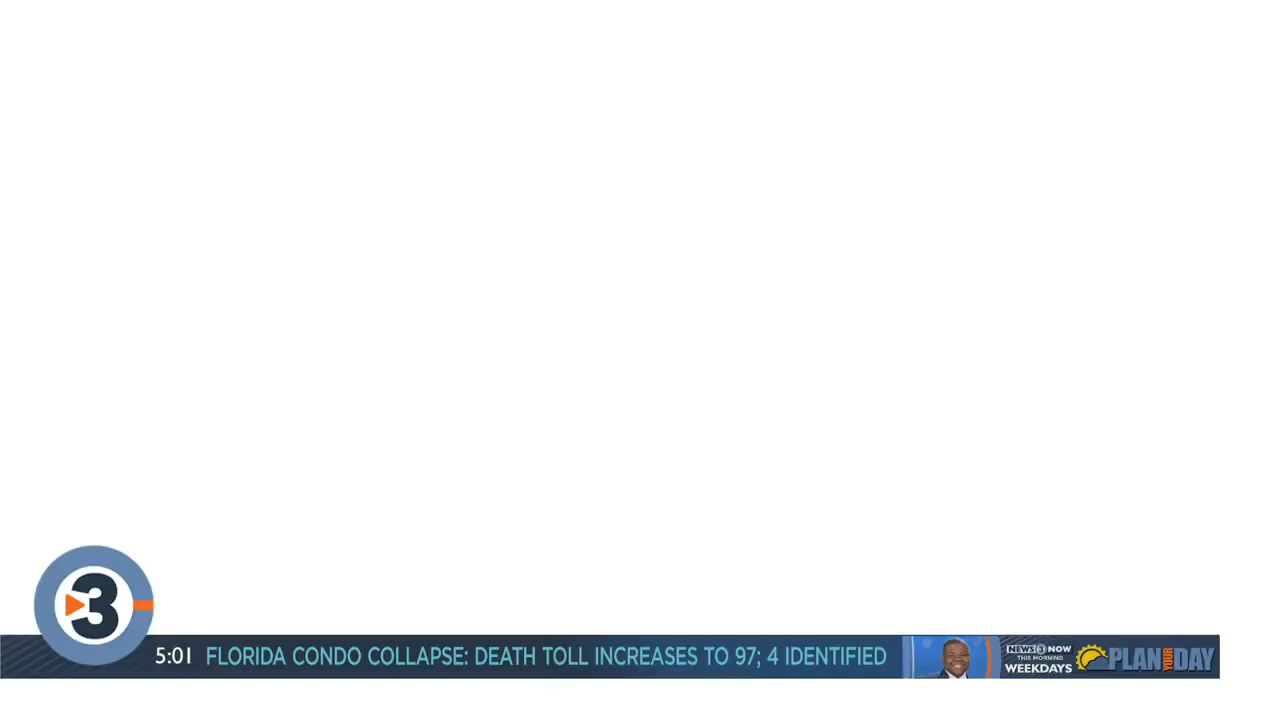 3
5:01 FLORIDA CONDO COLLAPSE: DEATH TOLL INCREASES TO 97; 4 IDENTIFIED
NEWS 3 NOW
THIS MORNING
WEEKDAYS
PLAN YOUR DAY